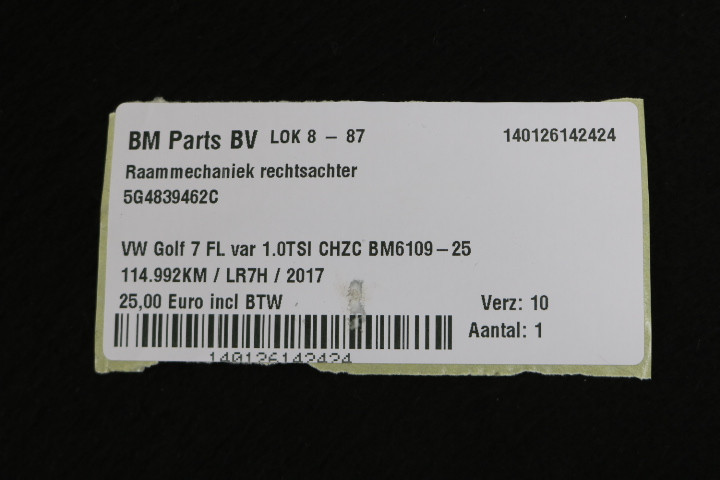 BM Parts BV LOK 8 - 87 140126142424
Raammechaniek rechtsachter
5G4839462C
VW Golf 7 FL var 1.0TSI CHZC BM6109-25
114.992KM / LR7H / 2017
25,00 Euro incl BTW Verz: 10
Aantal: 1
140126142424